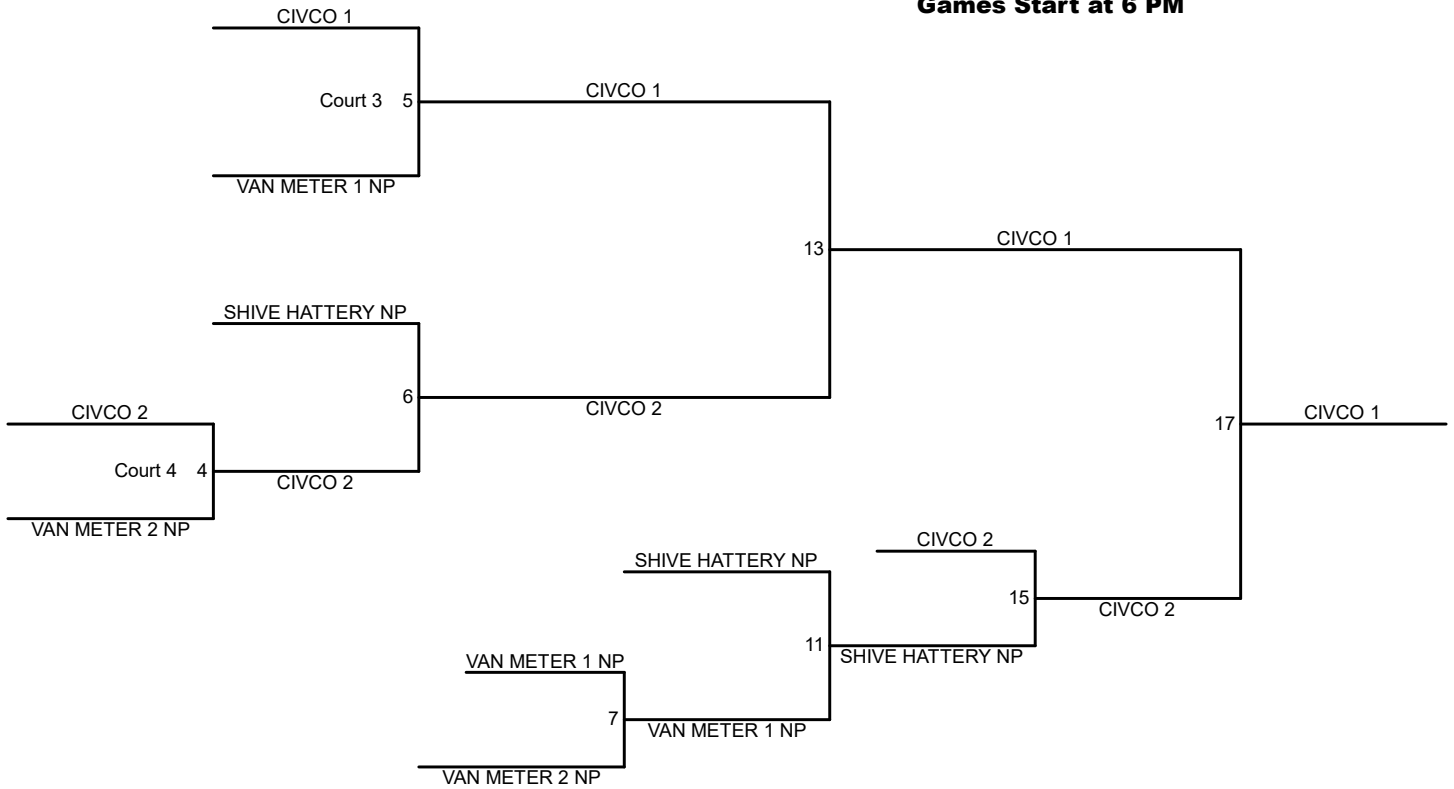 Games Start at 6 PM
CIVCO 1
Court 3 5
CIVCO 1
VAN METER 1 NP
13
CIVCO 1
SHIVE HATTERY NP
6
CIVCO 2
CIVCO 2
17
CIVCO 1
Court 4 4
CIVCO 2
VAN METER 2 NP
CIVCO 2
SHIVE HATTERY NP
15
CIVCO 2
11
SHIVE HATTERY NP
VAN METER 1 NP
7
VAN METER 1 NP
VAN METER 2 NP